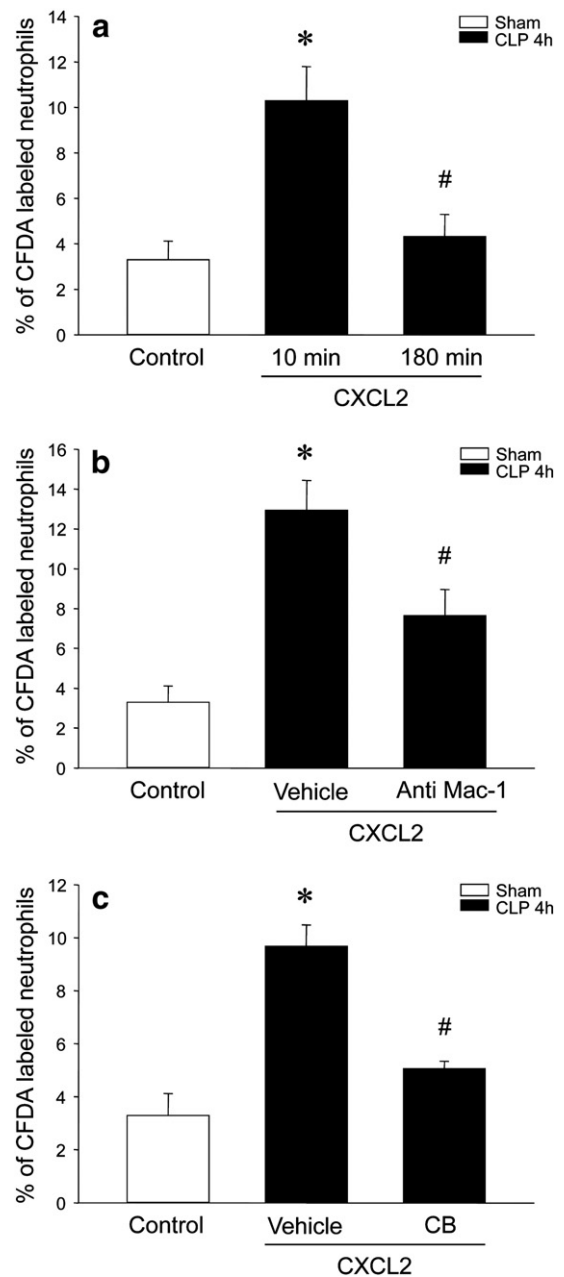 a
Sham
CLP 4h
% of CFDA labeled neutrophils
14
12
10
8
6
4
2
0
*
#
Control
10 min
180 min
CXCL2
b
Sham
CLP 4h
% of CFDA labeled neutrophils
16
14
12
10
8
6
4
2
0
*
#
Control
Vehicle
Anti Mac-1
CXCL2
c
Sham
CLP 4h
% of CFDA labeled neutrophils
12
10
8
6
4
2
0
*
#
Control
Vehicle
CB
CXCL2